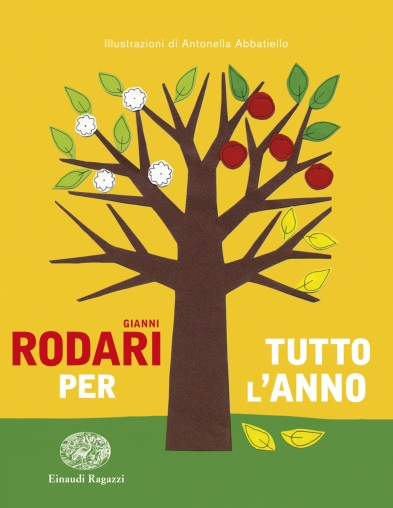 Illustrazioni di Antonella Abbatiello
GIANNI
RODARI
PER
TUTTO
L'ANNO
Einaudi Ragazzi